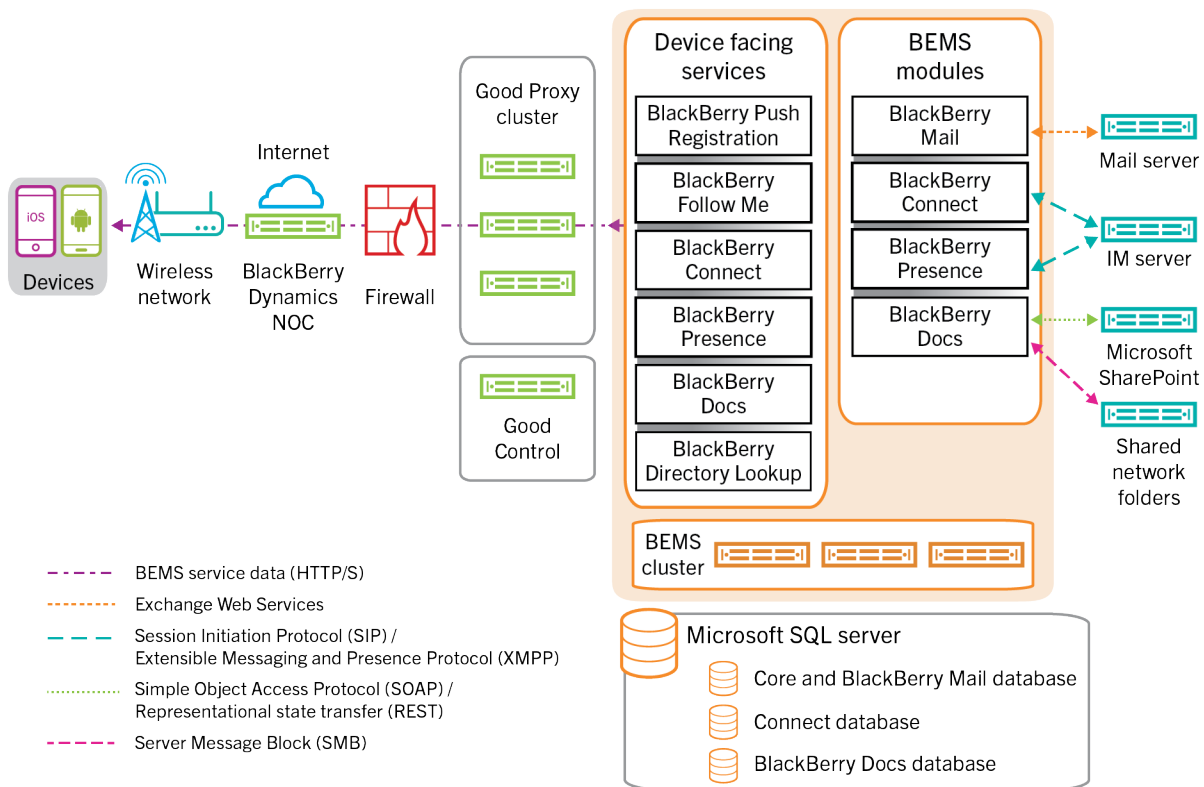 iOS
Devices
Wireless
network
Internet
BlackBerry
Dynamics
NOC
Firewall
Good Proxy
cluster
Good
Control
Device facing
services
BlackBerry Push
Registration
BlackBerry
Follow Me
BlackBerry
Connect
BlackBerry
Presence
BlackBerry
Docs
BlackBerry
Directory Lookup
BEMS
modules
BlackBerry
Mail
BlackBerry
Connect
BlackBerry
Presence
BlackBerry
Docs
Mail server
IM server
Microsoft
SharePoint
Shared
network
folders
BEMS
cluster
Microsoft SQL server
Core and BlackBerry Mail database
Connect database
BlackBerry Docs database
BEMS service data (HTTP/S)
Exchange Web Services
Session Initiation Protocol (SIP) /
Extensible Messaging and Presence Protocol (XMPP)
Simple Object Access Protocol (SOAP) /
Representational state transfer (REST)
Server Message Block (SMB)